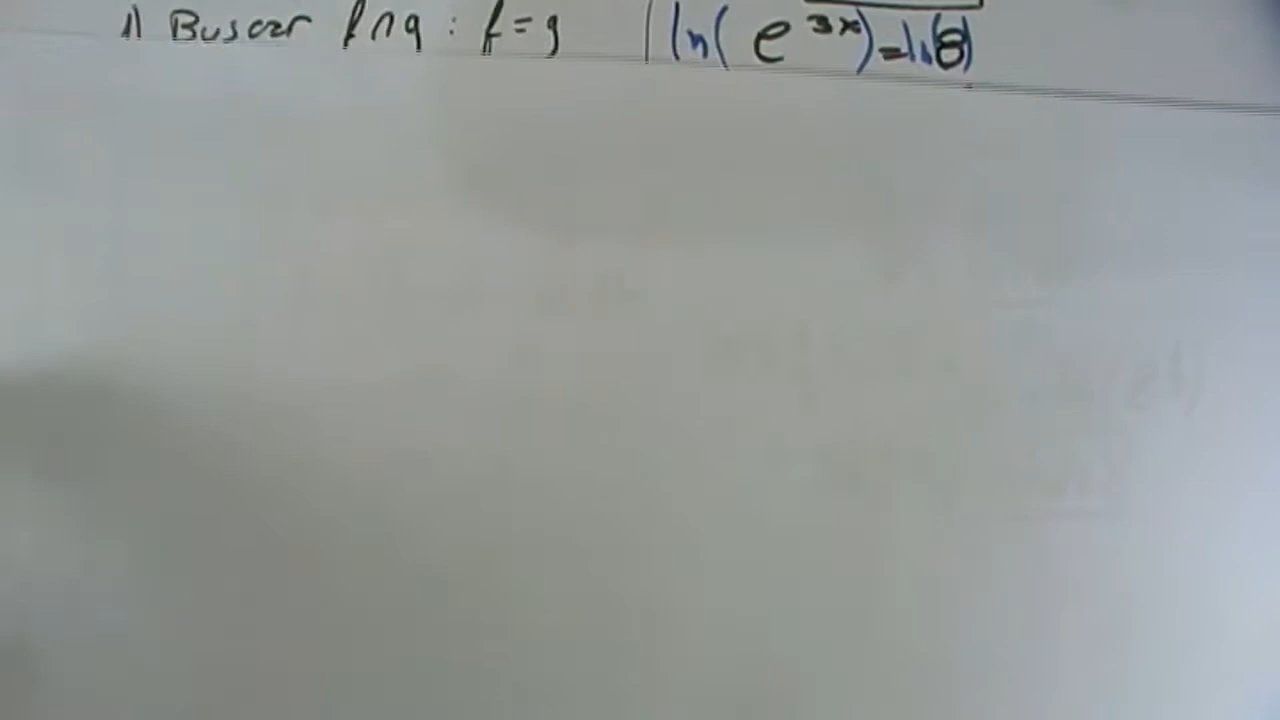 1) Buscar f∩g : f=g | ln( e^3x)=ln(8)